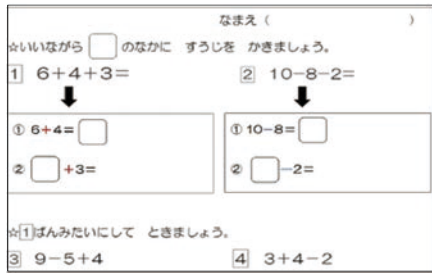 なまえ（　　　　　　　）
☆いいながら □ のなかに すうじを かきましょう。
1 6+4+3=
2 10-8-2=
① 6+4=□
② □+3=
① 10-8=□
② □-2=
☆1ばんみたいにして ときましょう。
3 9-5+4
4 3+4-2